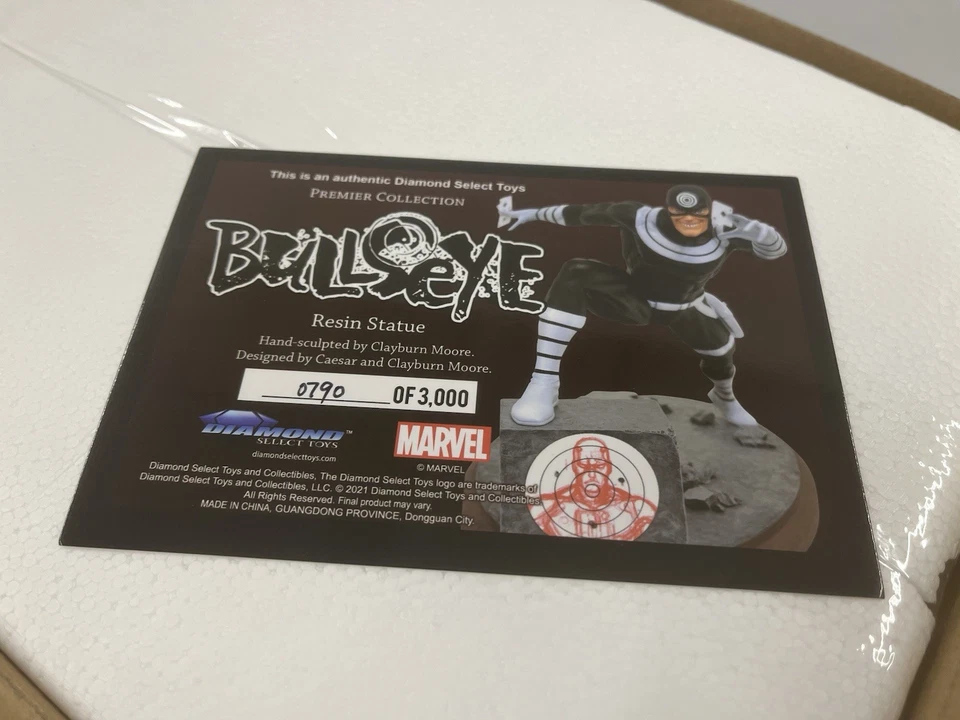 This is an authentic Diamond Select Toys
PREMIER COLLECTION
BULLSEYE
Resin Statue
Hand-sculpted by Clayburn Moore.
Designed by Caesar and Clayburn Moore.
0790 OF 3,000
DIAMOND™
SELECT TOYS
diamondselecttoys.com
MARVEL
© MARVEL
Diamond Select Toys and Collectibles, The Diamond Select Toys logo are trademarks of
Diamond Select Toys and Collectibles, LLC. © 2021 Diamond Select Toys and Collectibles
All Rights Reserved. Final product may vary.
MADE IN CHINA, GUANGDONG PROVINCE, Dongguan City.